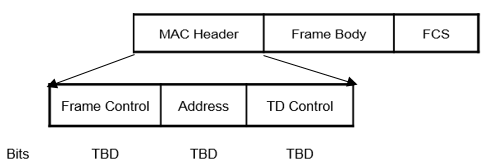 MAC Header Frame Body FCS
Frame Control Address TD Control
Bits TBD TBD TBD